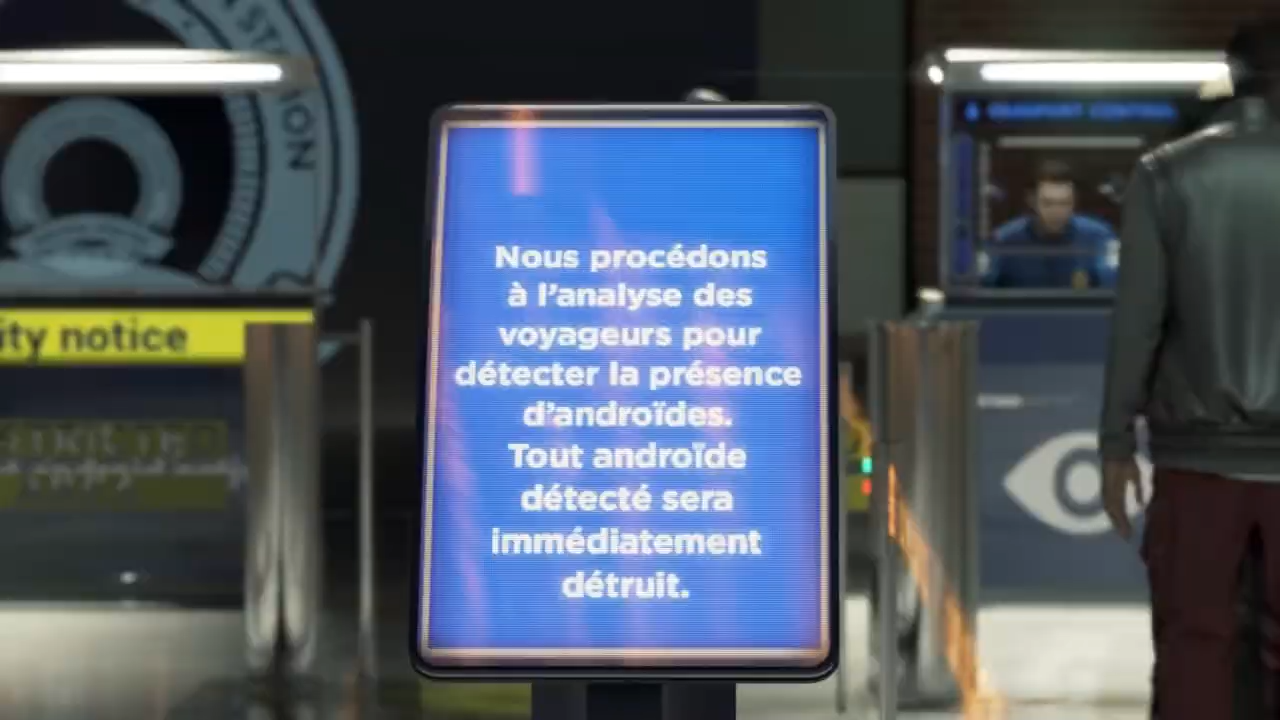 Nous procédons
à l'analyse des
voyageurs pour
détecter la présence
d'androïdes.
Tout androïde
détecté sera
immédiatement
détruit.
ity notice